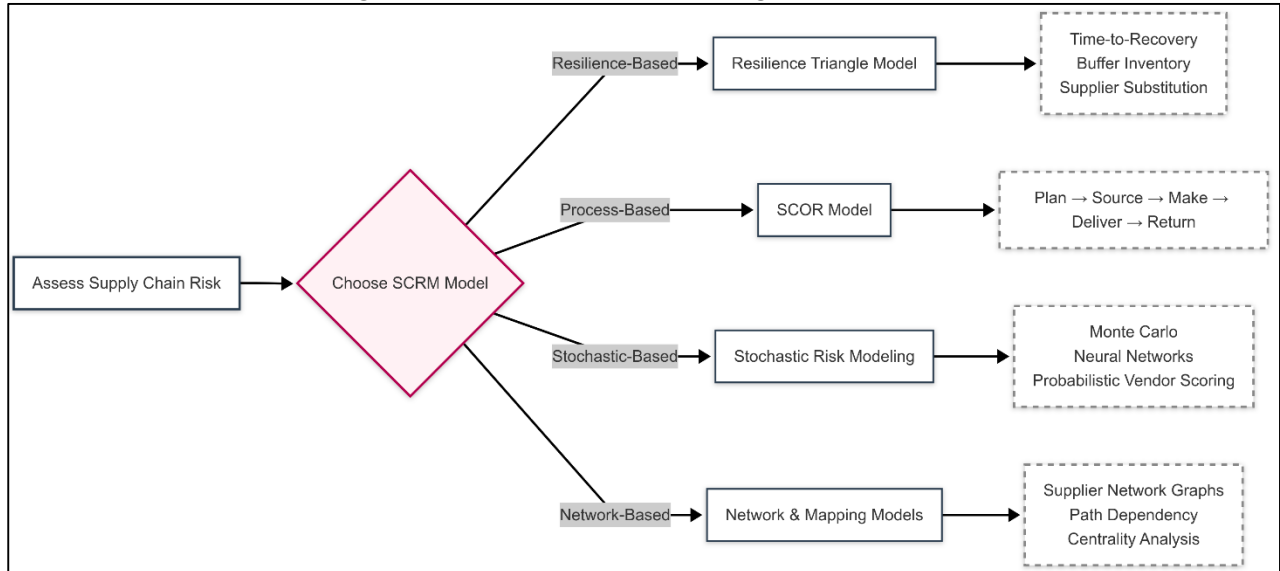 Assess Supply Chain Risk
Choose SCRM Model
Resilience-Based
Resilience Triangle Model
Time-to-Recovery
Buffer Inventory
Supplier Substitution
Process-Based
SCOR Model
Plan → Source → Make →
Deliver → Return
Stochastic-Based
Stochastic Risk Modeling
Monte Carlo
Neural Networks
Probabilistic Vendor Scoring
Network-Based
Network & Mapping Models
Supplier Network Graphs
Path Dependency
Centrality Analysis